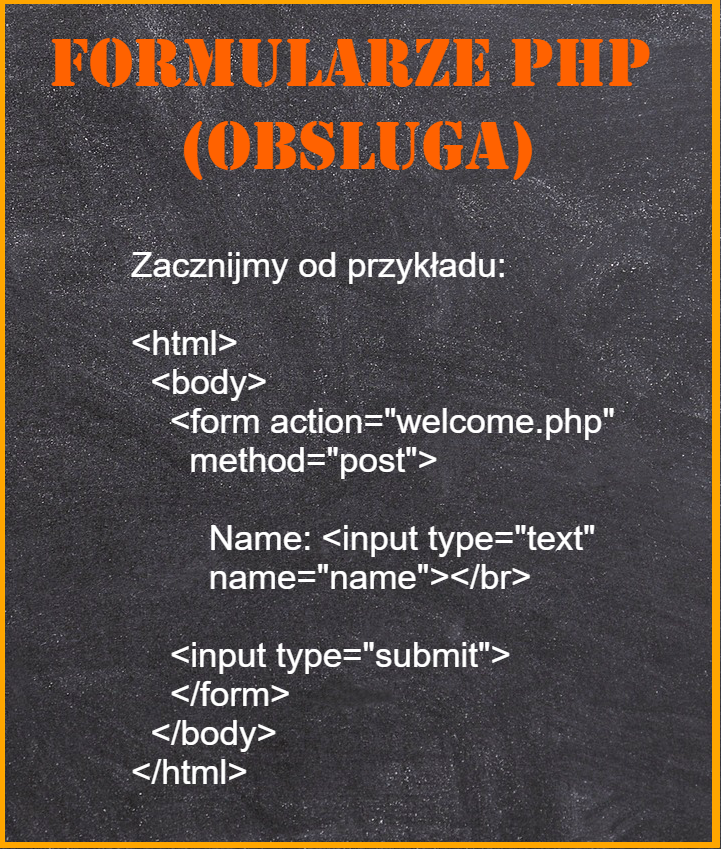 FORMULARZE PHP
(OBSLUGA)
Zacznijmy od przykładu:
<html>
<body>
<form action="welcome.php"
method="post">
Name: <input type="text"
name="name"></br>
<input type="submit">
</form>
</body>
</html>